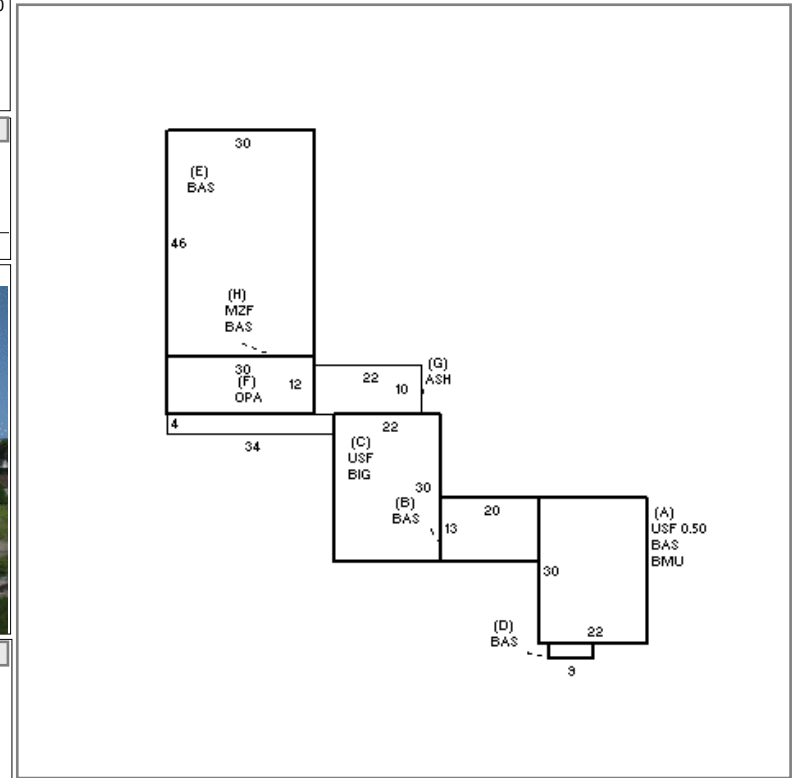 30
(E)
BAS
46
(H)
MZF
BAS
30
(F)
OPA
12
22
10
(G)
ASH
4
34
22
(C)
USF
BIG
30
(B)
BAS
13
20
(A)
USF 0.50
BAS
BMU
30
22
(D)
BAS
9